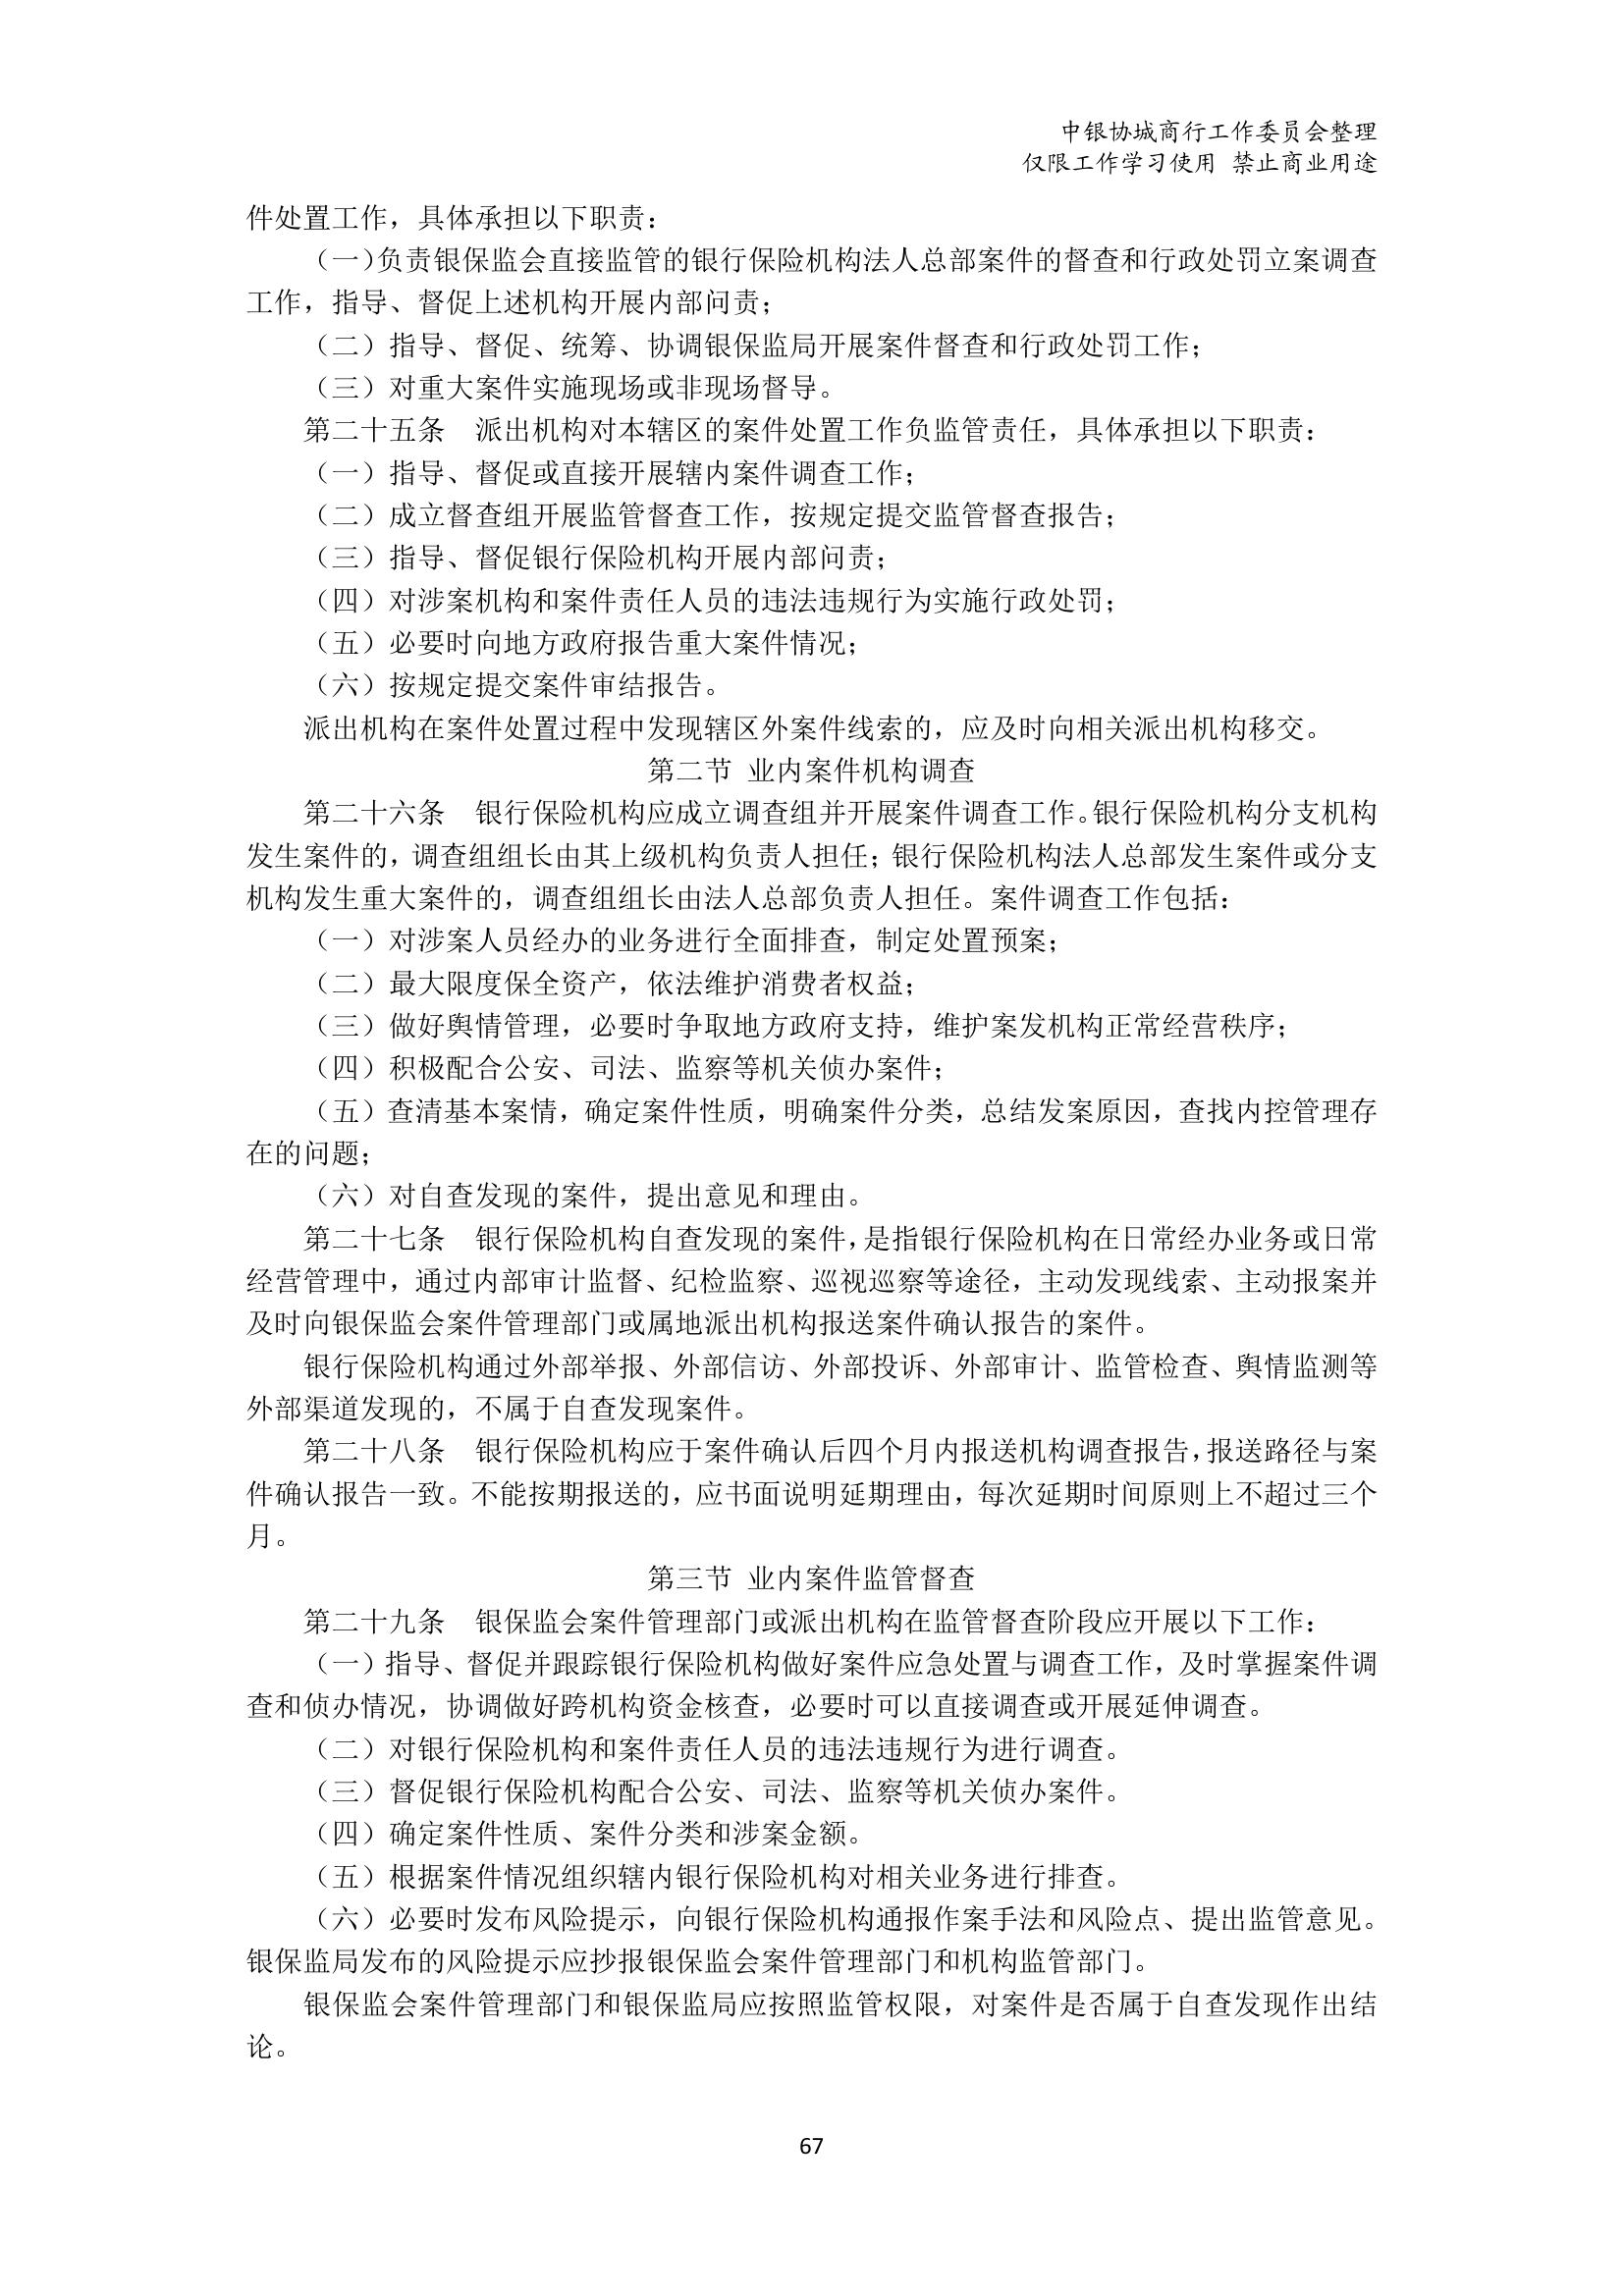 中银协城商行工作委员会整理
仅限工作学习使用 禁止商业用途
件处置工作，具体承担以下职责：
（一）负责银保监会直接监管的银行保险机构法人总部案件的督查和行政处罚立案调查
工作，指导、督促上述机构开展内部问责；
（二）指导、督促、统筹、协调银保监局开展案件督查和行政处罚工作；
（三）对重大案件实施现场或非现场督导。
第二十五条　派出机构对本辖区的案件处置工作负监管责任，具体承担以下职责：
（一）指导、督促或直接开展辖内案件调查工作；
（二）成立督查组开展监管督查工作，按规定提交监管督查报告；
（三）指导、督促银行保险机构开展内部问责；
（四）对涉案机构和案件责任人员的违法违规行为实施行政处罚；
（五）必要时向地方政府报告重大案件情况；
（六）按规定提交案件审结报告。
派出机构在案件处置过程中发现辖区外案件线索的，应及时向相关派出机构移交。
第二节 业内案件机构调查
第二十六条　银行保险机构应成立调查组并开展案件调查工作。银行保险机构分支机构
发生案件的，调查组组长由其上级机构负责人担任；银行保险机构法人总部发生案件或分支
机构发生重大案件的，调查组组长由法人总部负责人担任。案件调查工作包括：
（一）对涉案人员经办的业务进行全面排查，制定处置预案；
（二）最大限度保全资产，依法维护消费者权益；
（三）做好舆情管理，必要时争取地方政府支持，维护案发机构正常经营秩序；
（四）积极配合公安、司法、监察等机关侦办案件；
（五）查清基本案情，确定案件性质，明确案件分类，总结发案原因，查找内控管理存
在的问题；
（六）对自查发现的案件，提出意见和理由。
第二十七条　银行保险机构自查发现的案件，是指银行保险机构在日常经办业务或日常
经营管理中，通过内部审计监督、纪检监察、巡视巡察等途径，主动发现线索、主动报案并
及时向银保监会案件管理部门或属地派出机构报送案件确认报告的案件。
银行保险机构通过外部举报、外部信访、外部投诉、外部审计、监管检查、舆情监测等
外部渠道发现的，不属于自查发现案件。
第二十八条　银行保险机构应于案件确认后四个月内报送机构调查报告，报送路径与案
件确认报告一致。不能按期报送的，应书面说明延期理由，每次延期时间原则上不超过三个
月。
第三节 业内案件监管督查
第二十九条　银保监会案件管理部门或派出机构在监管督查阶段应开展以下工作：
（一）指导、督促并跟踪银行保险机构做好案件应急处置与调查工作，及时掌握案件调
查和侦办情况，协调做好跨机构资金核查，必要时可以直接调查或开展延伸调查。
（二）对银行保险机构和案件责任人员的违法违规行为进行调查。
（三）督促银行保险机构配合公安、司法、监察等机关侦办案件。
（四）确定案件性质、案件分类和涉案金额。
（五）根据案件情况组织辖内银行保险机构对相关业务进行排查。
（六）必要时发布风险提示，向银行保险机构通报作案手法和风险点、提出监管意见。
银保监局发布的风险提示应抄报银保监会案件管理部门和机构监管部门。
银保监会案件管理部门和银保监局应按照监管权限，对案件是否属于自查发现作出结
论。
67